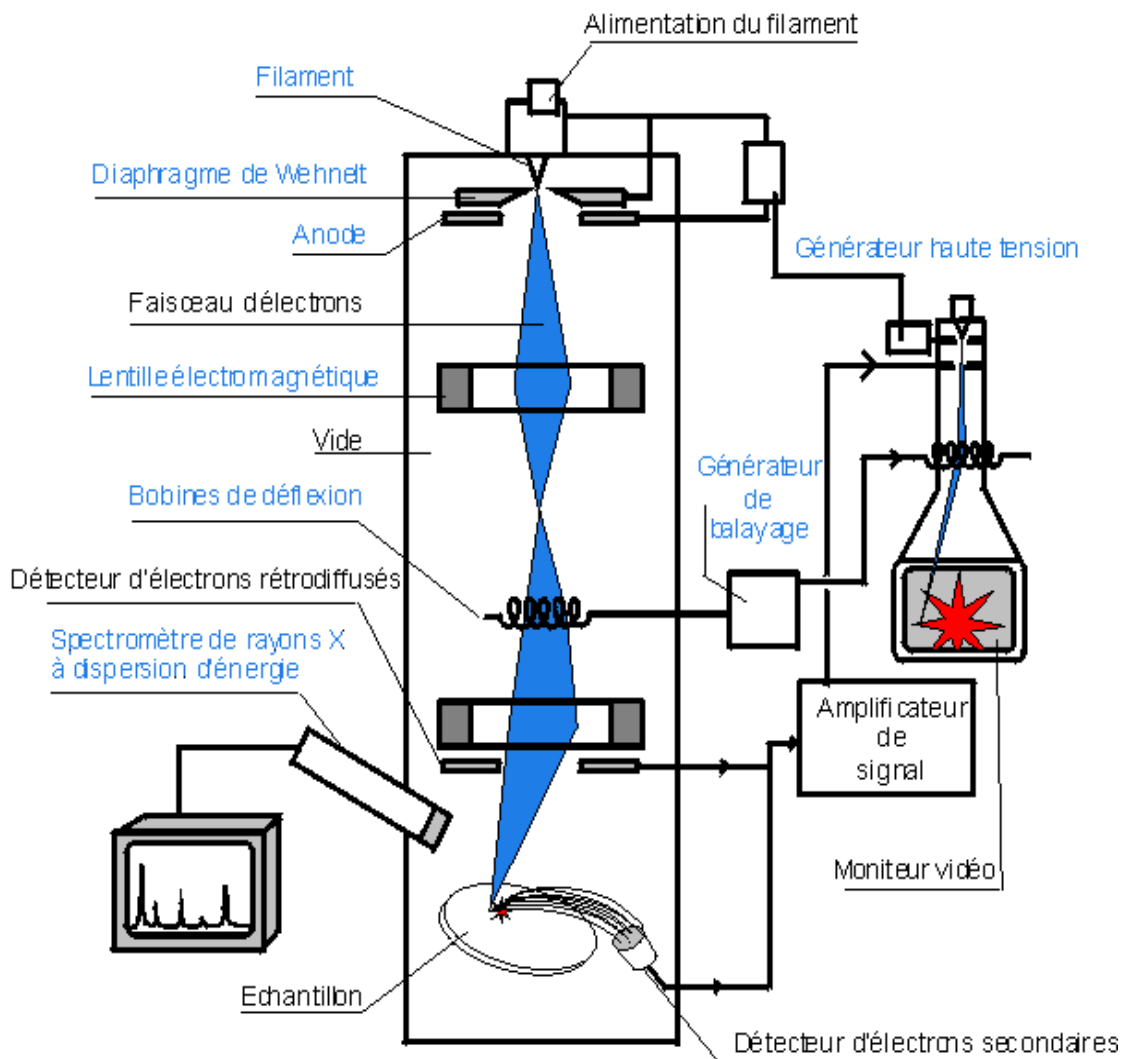 Alimentation du filament
Filament
Diaphragme de Wehnelt
Anode
Générateur haute tension
Faisceau délectrons
Lentille électromagnétique
Vide
Générateur
de
balayage
Bobines de déflexion
Détecteur d'électrons rétrodiffusés
Spectromètre de rayons X
à dispersion d'énergie
Amplificateur
de
signal
Moniteur vidéo
Echantillon
Détecteur d'électrons secondaires